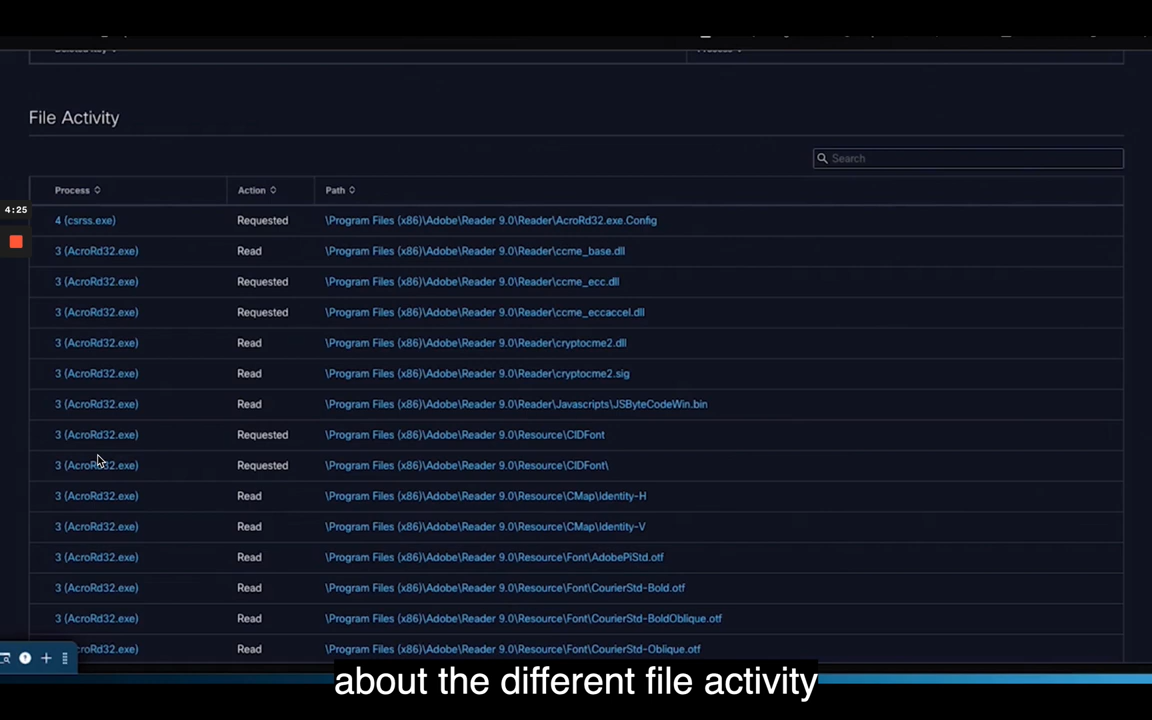 File Activity
Search
Process Action Path
4:25
4 (csrss.exe) Requested \Program Files (x86)\Adobe\Reader 9.0\Reader\AcroRd32.exe.Config
3 (AcroRd32.exe) Read \Program Files (x86)\Adobe\Reader 9.0\Reader\ccme_base.dll
3 (AcroRd32.exe) Requested \Program Files (x86)\Adobe\Reader 9.0\Reader\ccme_ecc.dll
3 (AcroRd32.exe) Requested \Program Files (x86)\Adobe\Reader 9.0\Reader\ccme_eccaccel.dll
3 (AcroRd32.exe) Read \Program Files (x86)\Adobe\Reader 9.0\Reader\cryptocme2.dll
3 (AcroRd32.exe) Read \Program Files (x86)\Adobe\Reader 9.0\Reader\cryptocme2.sig
3 (AcroRd32.exe) Read \Program Files (x86)\Adobe\Reader 9.0\Reader\Javascripts\JSByteCodeWin.bin
3 (AcroRd32.exe) Requested \Program Files (x86)\Adobe\Reader 9.0\Resource\CIDFont
3 (AcroRd32.exe) Requested \Program Files (x86)\Adobe\Reader 9.0\Resource\CIDFont\
3 (AcroRd32.exe) Read \Program Files (x86)\Adobe\Reader 9.0\Resource\CMap\Identity-H
3 (AcroRd32.exe) Read \Program Files (x86)\Adobe\Reader 9.0\Resource\CMap\Identity-V
3 (AcroRd32.exe) Read \Program Files (x86)\Adobe\Reader 9.0\Resource\Font\AdobePiStd.otf
3 (AcroRd32.exe) Read \Program Files (x86)\Adobe\Reader 9.0\Resource\Font\CourierStd-Bold.otf
3 (AcroRd32.exe) Read \Program Files (x86)\Adobe\Reader 9.0\Resource\Font\CourierStd-BoldOblique.otf
croRd32.exe) Read \Program Files (x86)\Adobe\Reader 9.0\Resource\Font\CourierStd-Oblique.otf
about the different file activity